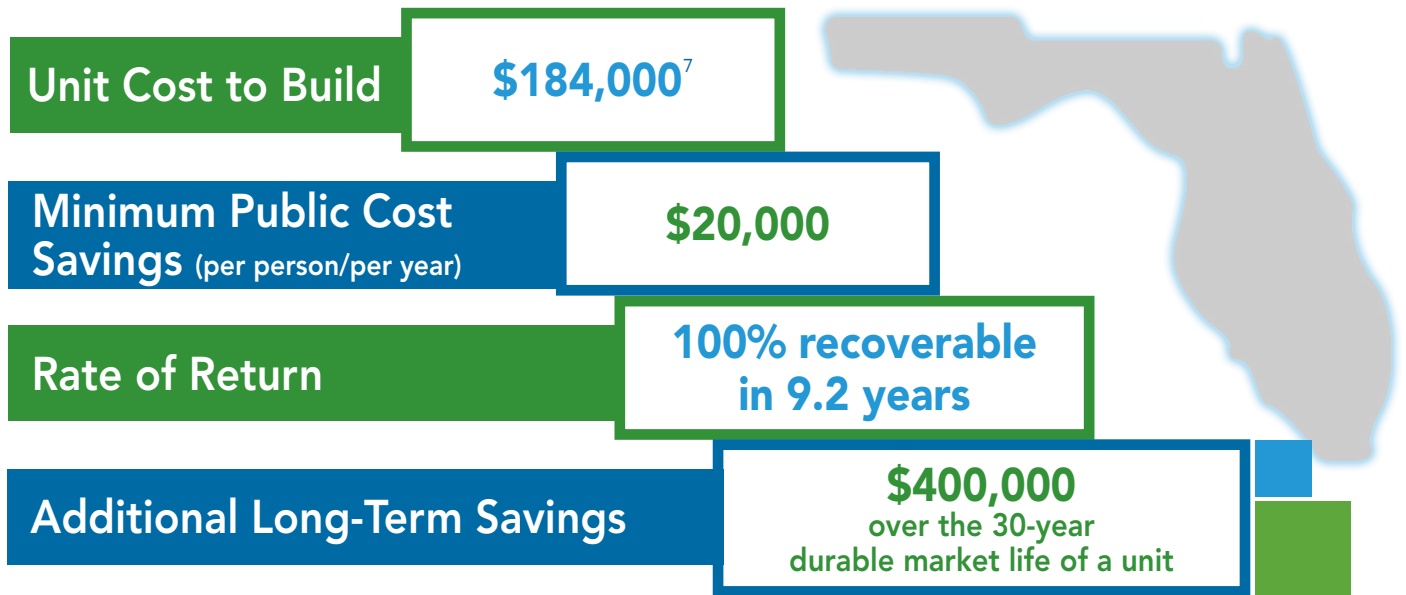 Unit Cost to Build
$184,000⁷
Minimum Public Cost
Savings (per person/per year)
$20,000
Rate of Return
100% recoverable
in 9.2 years
Additional Long-Term Savings
$400,000
over the 30-year
durable market life of a unit